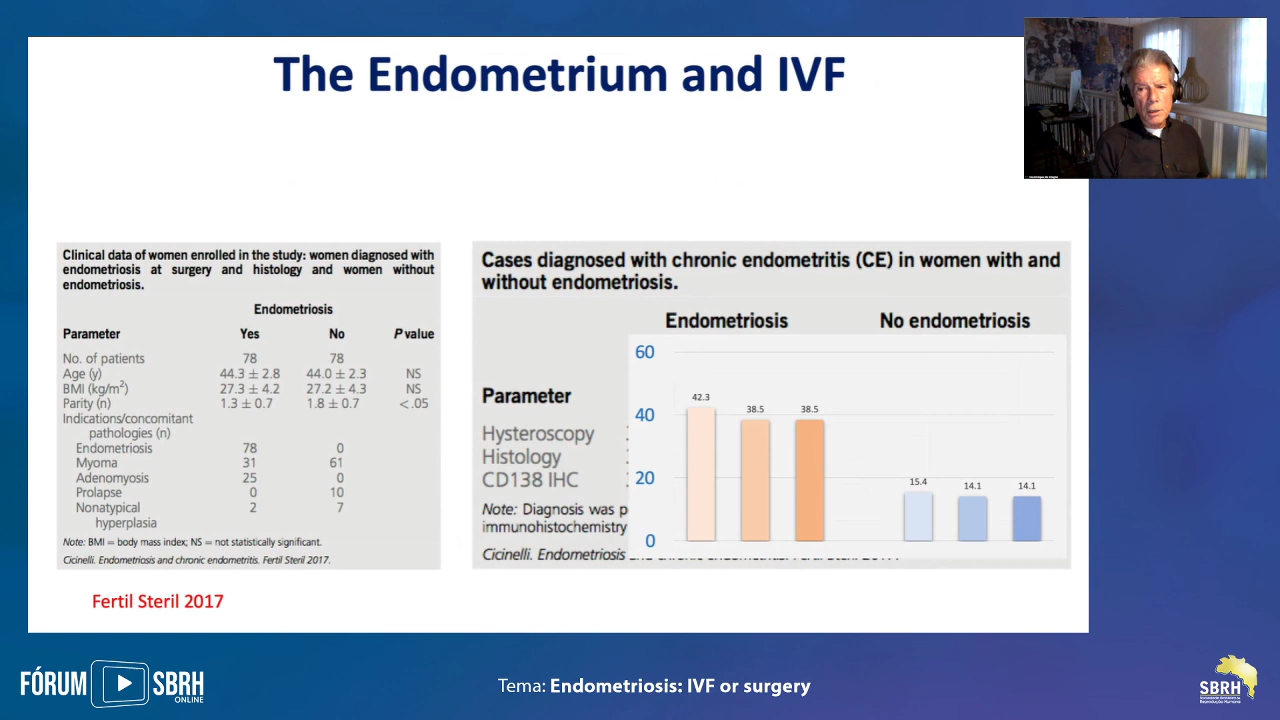 The Endometrium and IVF
Clinical data of women enrolled in the study: women diagnosed with
endometriosis at surgery and histology and women without
endometriosis.
Endometriosis
Parameter Yes No P value
No. of patients 78 78
Age (y) 44.3 ± 2.8 44.0 ± 2.3 NS
BMI (kg/m²) 27.3 ± 4.2 27.2 ± 4.3 NS
Parity (n) 1.3 ± 0.7 1.8 ± 0.7 <.05
Indications/concomitant
pathologies (n)
Endometriosis 78 0
Myoma 31 61
Adenomyosis 25 0
Prolapse 0 10
Nonatypical 2 7
hyperplasia
Note: BMI = body mass index; NS = not statistically significant.
Cicinelli. Endometriosis and chronic endometritis. Fertil Steril 2017.
Cases diagnosed with chronic endometritis (CE) in women with and
without endometriosis.
Endometriosis No endometriosis
Parameter
Hysteroscopy
Histology
CD138 IHC
Note: Diagnosis was p
immunohistochemistry
Cicinelli. Endometriosis
60
40
20
0
42.3 38.5 38.5 15.4 14.1 14.1
Fertil Steril 2017
FÓRUM SBRH
ONLINE
Tema: Endometriosis: IVF or surgery
SBRH